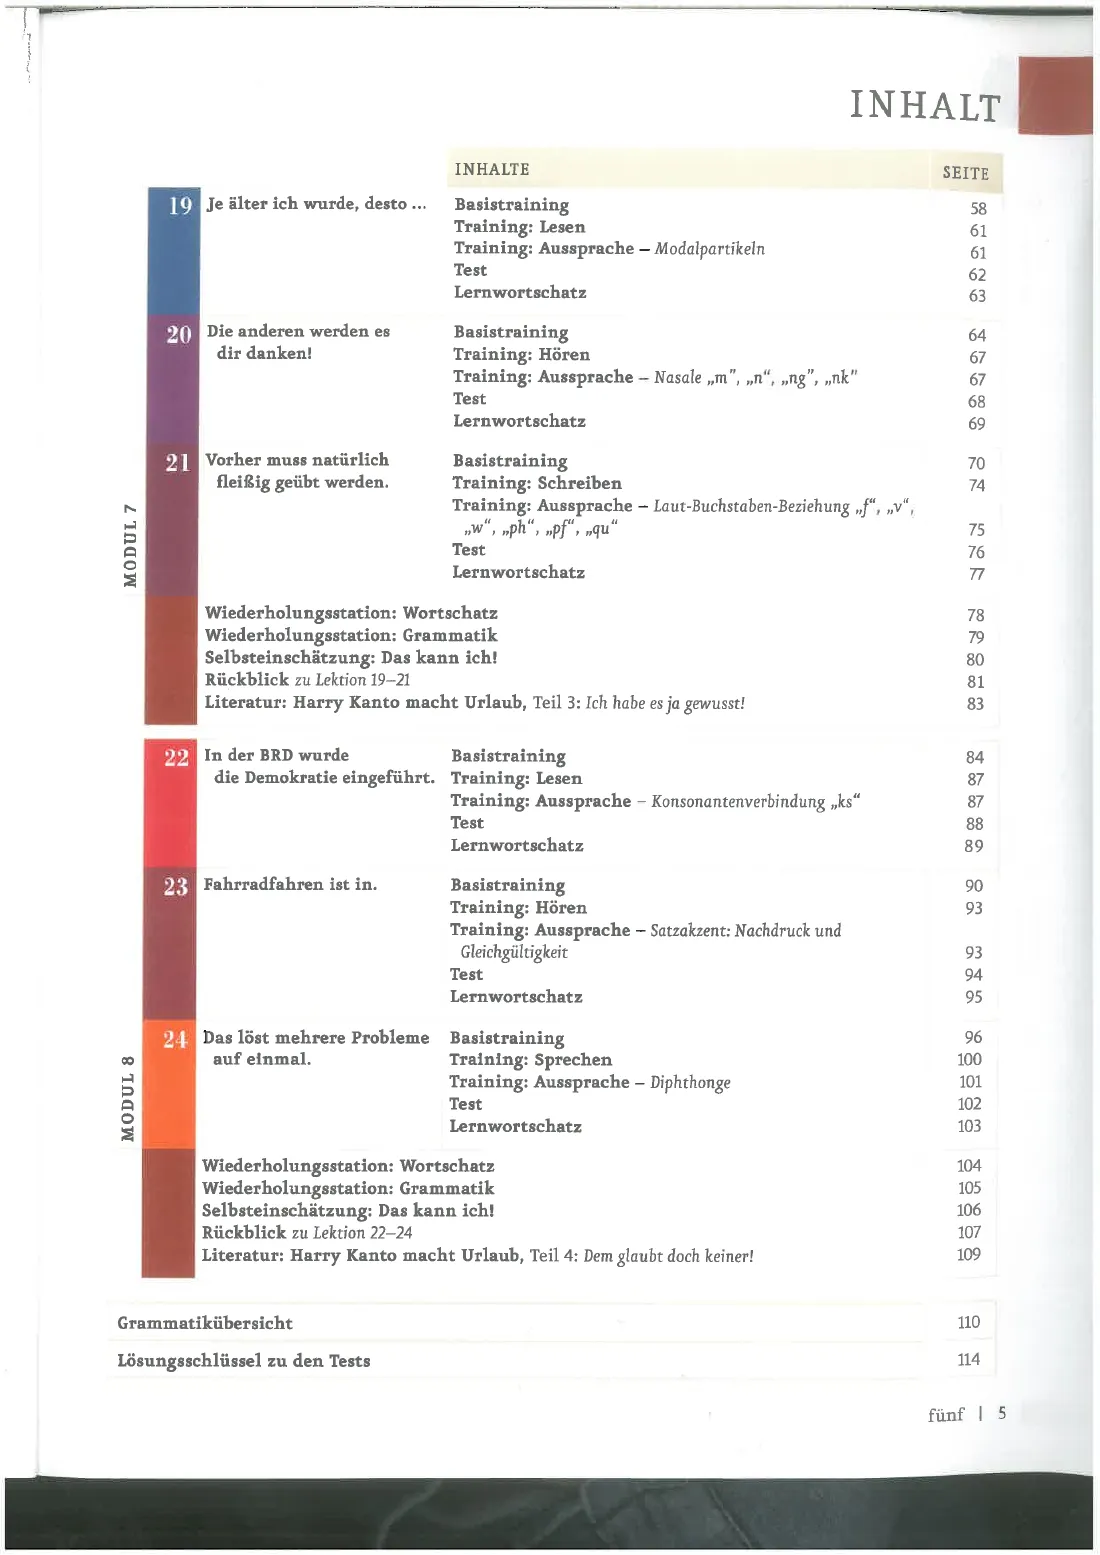 INHALT
INHALTE SEITE
19 Je älter ich wurde, desto ... Basistraining 58
Training: Lesen 61
Training: Aussprache – Modalpartikeln 61
Test 62
Lernwortschatz 63
20 Die anderen werden es Basistraining 64
dir danken! Training: Hören 67
Training: Aussprache – Nasale „m”, „n“, „ng”, „nk” 67
Test 68
Lernwortschatz 69
21 Vorher muss natürlich Basistraining 70
fleißig geübt werden. Training: Schreiben 74
Training: Aussprache – Laut-Buchstaben-Beziehung „f“, „v“,
„w“, „ph“, „pf“, „qu“ 75
Test 76
Lernwortschatz 77
MODUL 7
Wiederholungsstation: Wortschatz 78
Wiederholungsstation: Grammatik 79
Selbsteinschätzung: Das kann ich! 80
Rückblick zu Lektion 19–21 81
Literatur: Harry Kanto macht Urlaub, Teil 3: Ich habe es ja gewusst! 83
22 In der BRD wurde Basistraining 84
die Demokratie eingeführt. Training: Lesen 87
Training: Aussprache – Konsonantenverbindung „ks“ 87
Test 88
Lernwortschatz 89
23 Fahrradfahren ist in. Basistraining 90
Training: Hören 93
Training: Aussprache – Satzakzent: Nachdruck und
Gleichgültigkeit 93
Test 94
Lernwortschatz 95
24 Das löst mehrere Probleme Basistraining 96
auf einmal. Training: Sprechen 100
Training: Aussprache – Diphthonge 101
Test 102
Lernwortschatz 103
MODUL 8
Wiederholungsstation: Wortschatz 104
Wiederholungsstation: Grammatik 105
Selbsteinschätzung: Das kann ich! 106
Rückblick zu Lektion 22–24 107
Literatur: Harry Kanto macht Urlaub, Teil 4: Dem glaubt doch keiner! 109
Grammatikübersicht 110
Lösungsschlüssel zu den Tests 114
fünf | 5